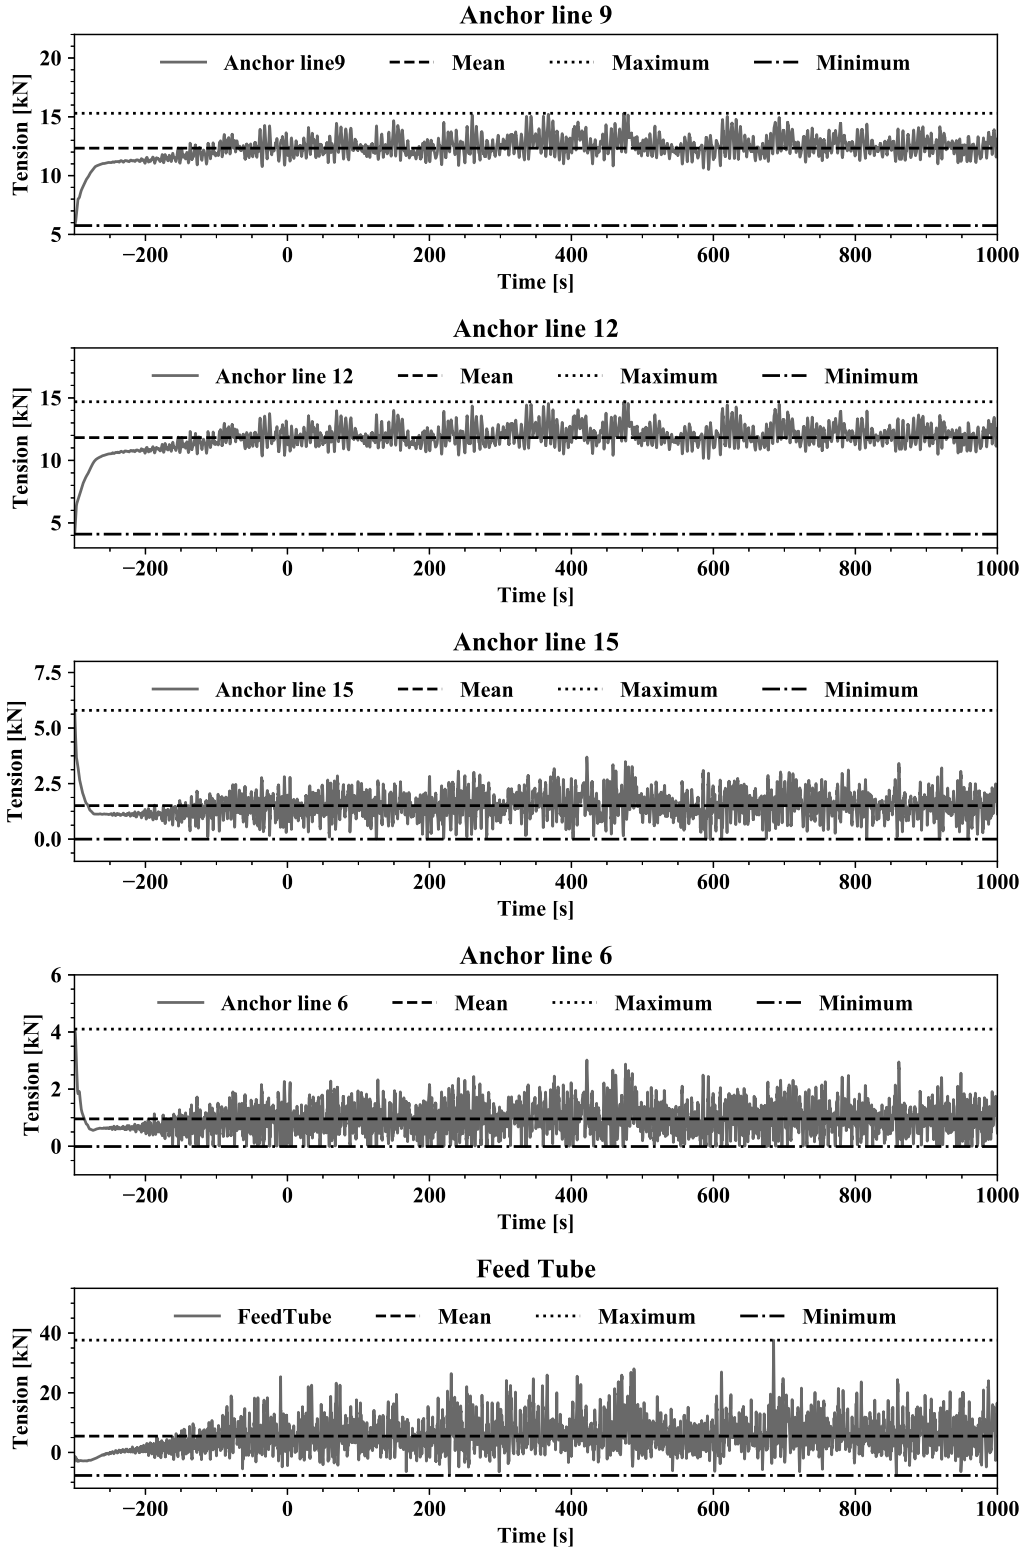 Anchor line 9
Tension [kN]
20
15
10
5
Anchor line9 Mean Maximum Minimum
−200 0 200 400 600 800 1000
Time [s]
Anchor line 12
Tension [kN]
15
10
5
Anchor line 12 Mean Maximum Minimum
−200 0 200 400 600 800 1000
Time [s]
Anchor line 15
Tension [kN]
7.5
5.0
2.5
0.0
Anchor line 15 Mean Maximum Minimum
−200 0 200 400 600 800 1000
Time [s]
Anchor line 6
Tension [kN]
6
4
2
0
Anchor line 6 Mean Maximum Minimum
−200 0 200 400 600 800 1000
Time [s]
Feed Tube
Tension [kN]
40
20
0
FeedTube Mean Maximum Minimum
−200 0 200 400 600 800 1000
Time [s]